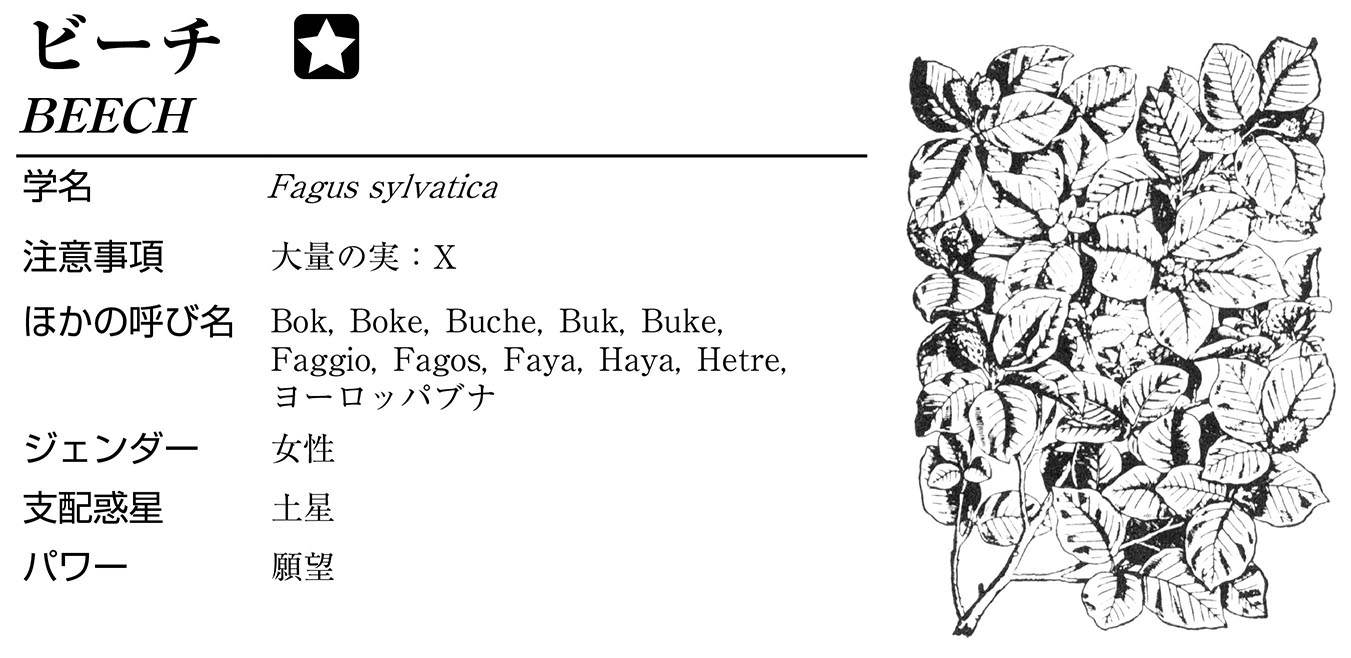 ビーチ
BEECH
学名 Fagus sylvatica
注意事項 大量の実：X
ほかの呼び名 Bok, Boke, Buche, Buk, Buke,
Faggio, Fagos, Faya, Haya, Hetre,
ヨーロッパブナ
ジェンダー 女性
支配惑星 土星
パワー 願望